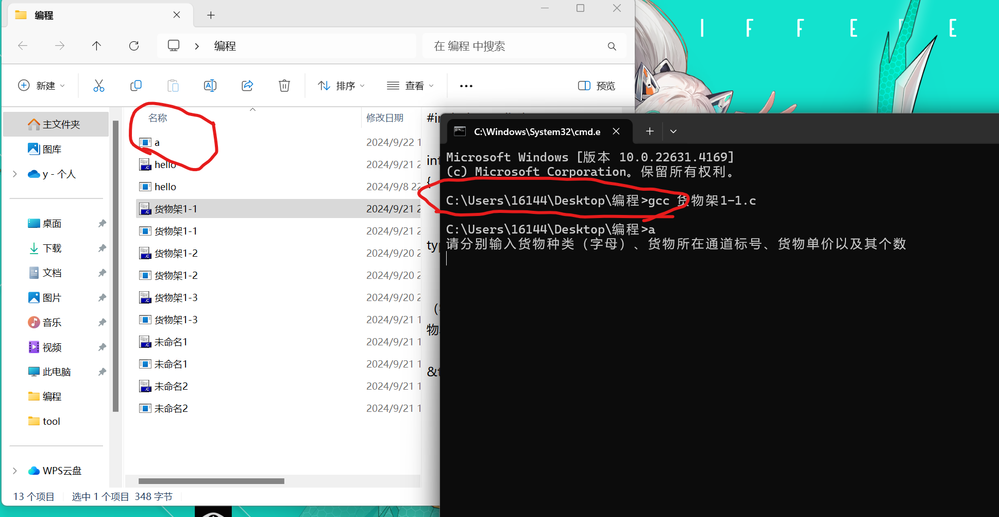 编程
编程
在 编程 中搜索
新建
排序
查看
预览
主文件夹
图库
y - 个人
桌面
下载
文档
图片
音乐
视频
此电脑
编程
tool
WPS云盘
名称
修改日期
a
2024/9/22 1
hello
2024/9/21 2
hello
2024/9/8 22
货物架1-1
2024/9/21 2
货物架1-1
2024/9/21 2
货物架1-2
2024/9/20 2
货物架1-2
2024/9/20 2
货物架1-3
2024/9/20 2
货物架1-3
2024/9/21 1
未命名1
2024/9/21 1
未命名1
2024/9/21 1
未命名2
2024/9/21 1
未命名2
2024/9/21 1
13 个项目
选中 1 个项目 348 字节
{
物
I F F E E
C:\Windows\System32\cmd.e
Microsoft Windows [版本 10.0.22631.4169]
(c) Microsoft Corporation。保留所有权利。
C:\Users\16144\Desktop\编程>gcc 货物架1-1.c
C:\Users\16144\Desktop\编程>a
请分别输入货物种类（字母）、货物所在通道标号、货物单价以及其个数